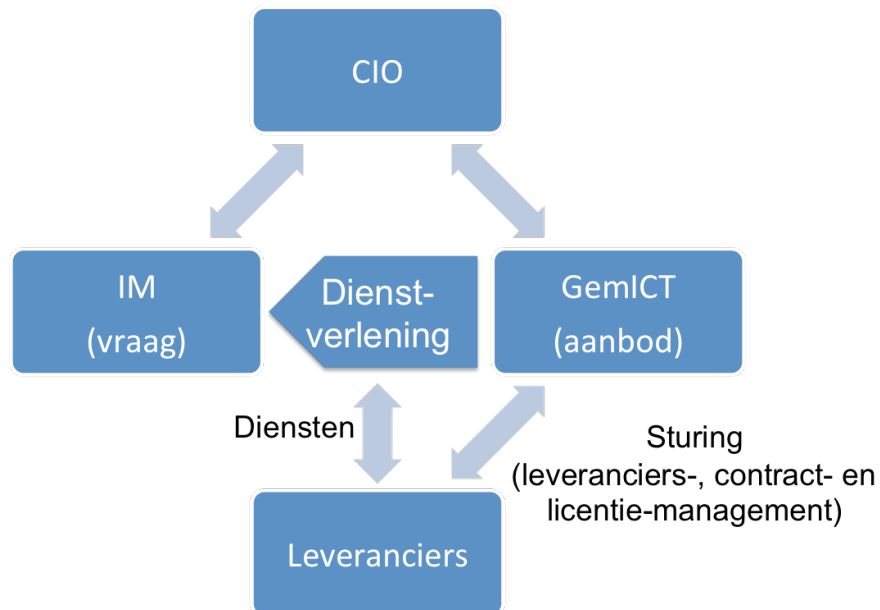 CIO
IM
(vraag)
Dienst-
verlening
GemICT
(aanbod)
Diensten
Sturing
(leveranciers-, contract- en
licentie-management)
Leveranciers